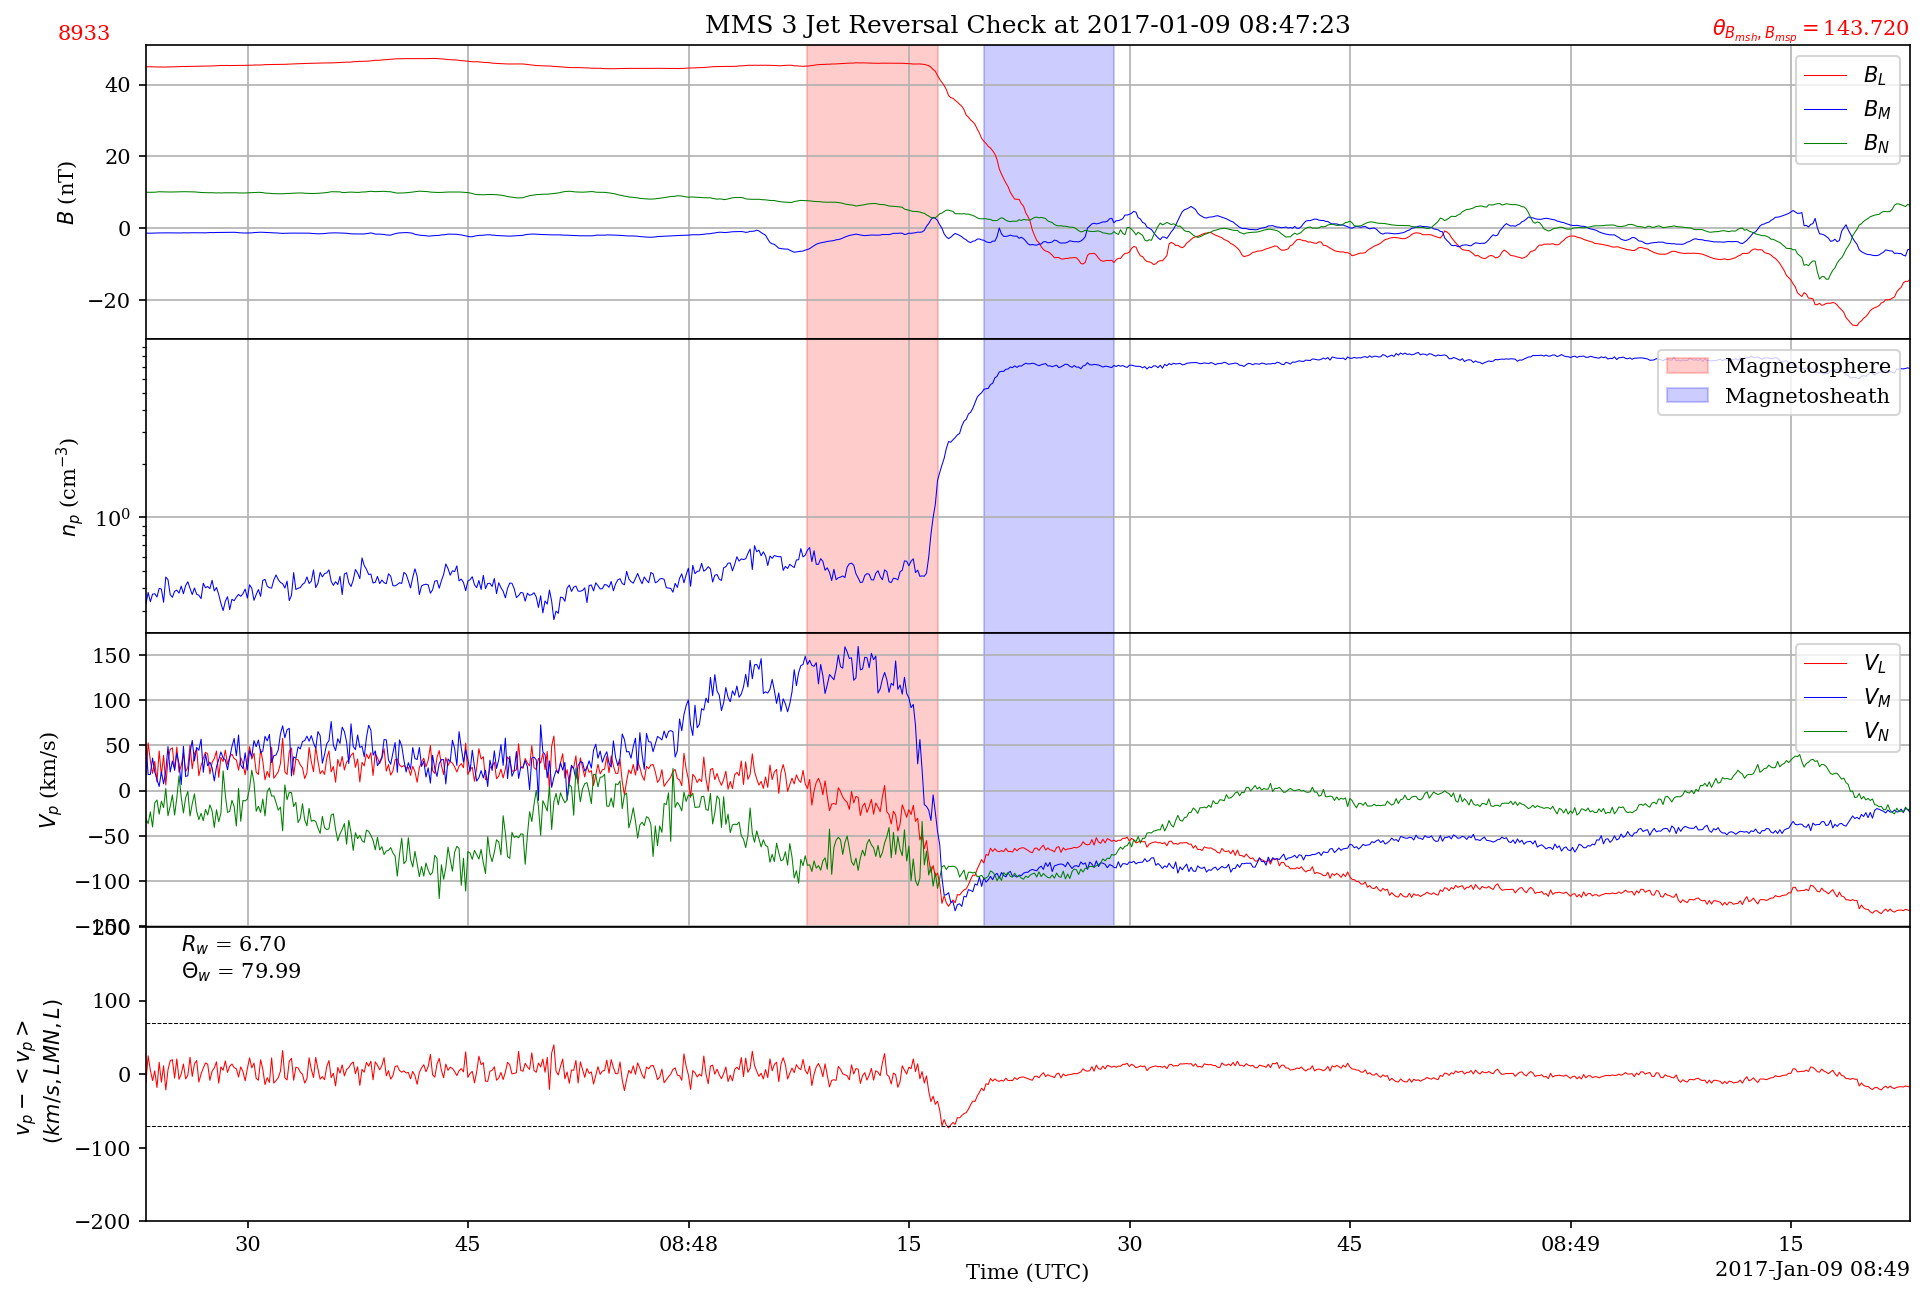 MMS 3 Jet Reversal Check at 2017-01-09 08:47:23
8933
θ_{B_{msh}, B_{msp}} = 143.720
B (nT)
40
20
0
−20
B_L
B_M
B_N
n_p (cm^{−3})
10^0
Magnetosphere
Magnetosheath
V_p (km/s)
150
100
50
0
−50
−100
−150
V_L
V_M
V_N
200
100
0
−100
−200
v_p − < v_p >
(km/s, LMN, L)
R_w = 6.70
Θ_w = 79.99
30
45
08:48
15
30
45
08:49
15
Time (UTC)
2017-Jan-09 08:49